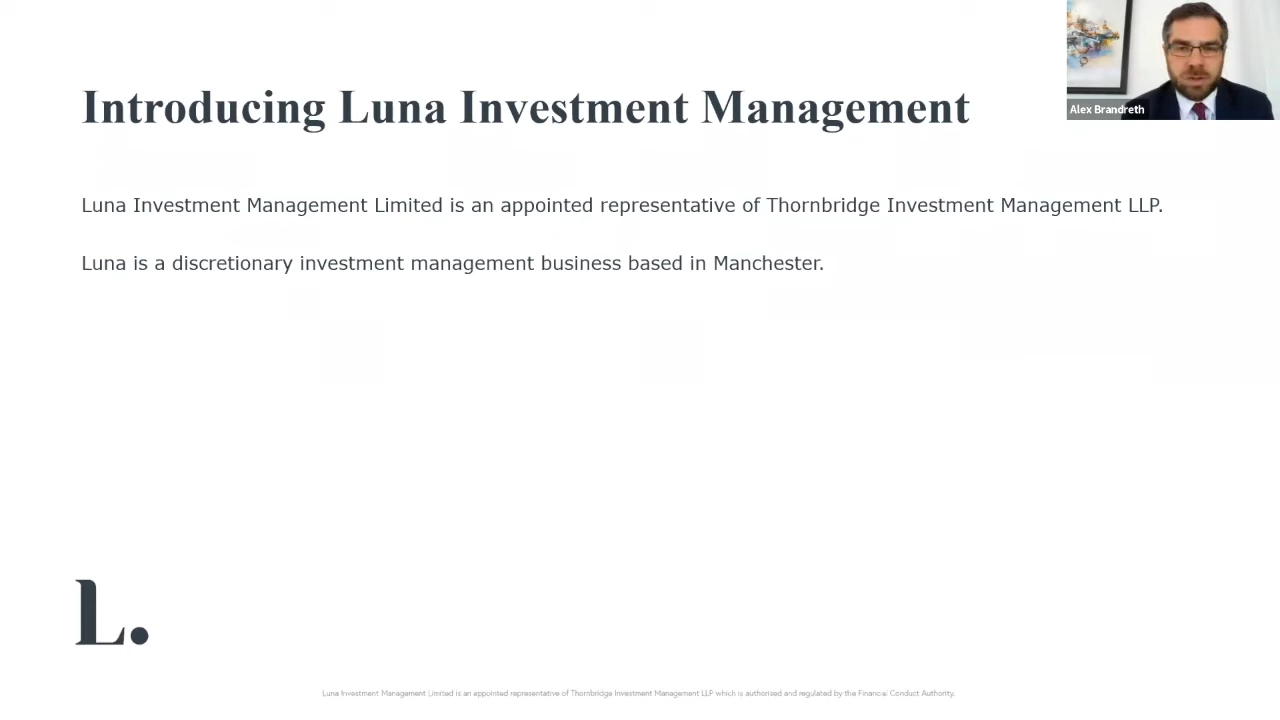 Introducing Luna Investment Management
Alex Brandreth
Luna Investment Management Limited is an appointed representative of Thornbridge Investment Management LLP.
Luna is a discretionary investment management business based in Manchester.
L.
Luna Investment Management Limited is an appointed representative of Thornbridge Investment Management LLP which is authorised and regulated by the Financial Conduct Authority.